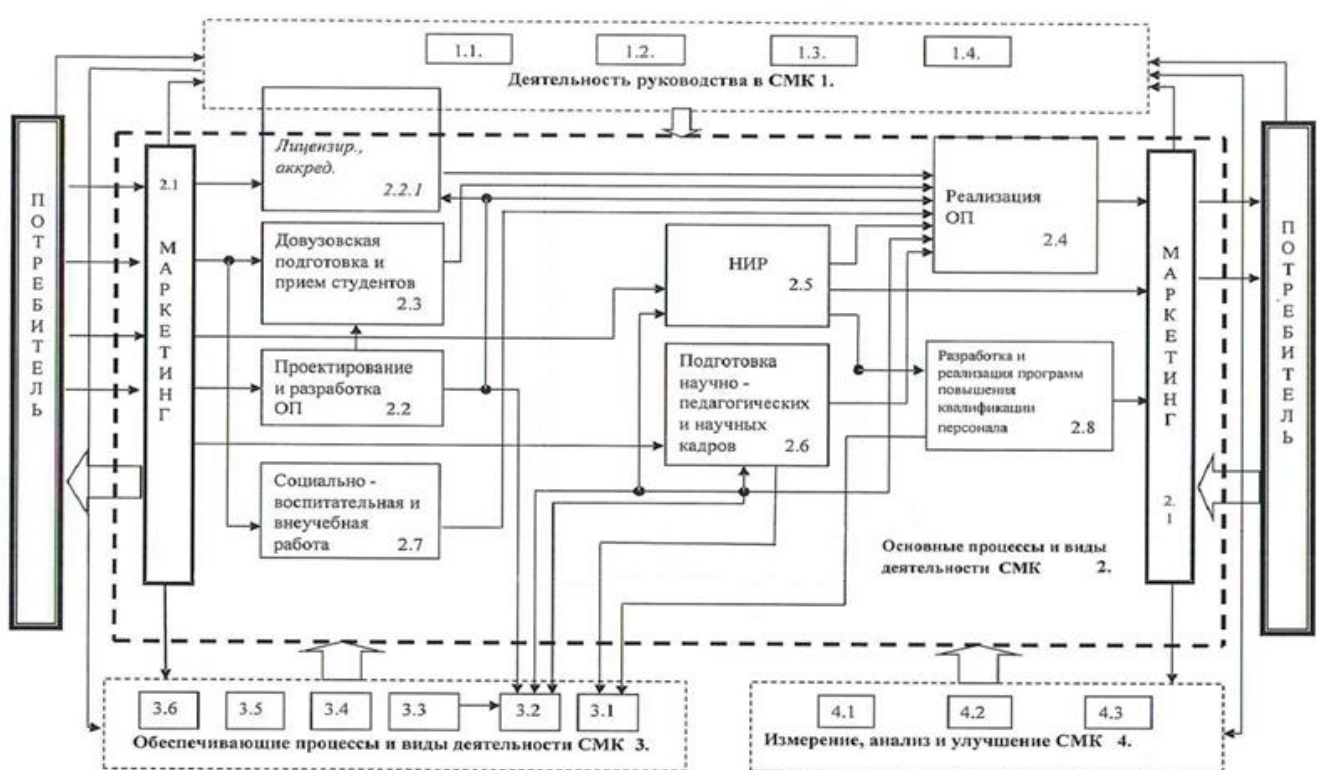 1.1.
1.2.
1.3.
1.4.
Деятельность руководства в СМК 1.
ПОТРЕБИТЕЛЬ
2.1
МАРКЕТИНГ
Лицензир.,
аккред.
2.2.1
Довузовская
подготовка и
прием студентов
2.3
Проектирование
и разработка
ОП
2.2
Социально -
воспитательная и
внеучебная
работа
2.7
НИР
2.5
Подготовка
научно -
педагогических
и научных
кадров
2.6
Реализация
ОП
2.4
Разработка и
реализация программ
повышения
квалификации
персонала
2.8
МАРКЕТИНГ
2.1
ПОТРЕБИТЕЛЬ
Основные процессы и виды
деятельности СМК 2.
3.6
3.5
3.4
3.3
3.2
3.1
Обеспечивающие процессы и виды деятельности СМК 3.
4.1
4.2
4.3
Измерение, анализ и улучшение СМК 4.